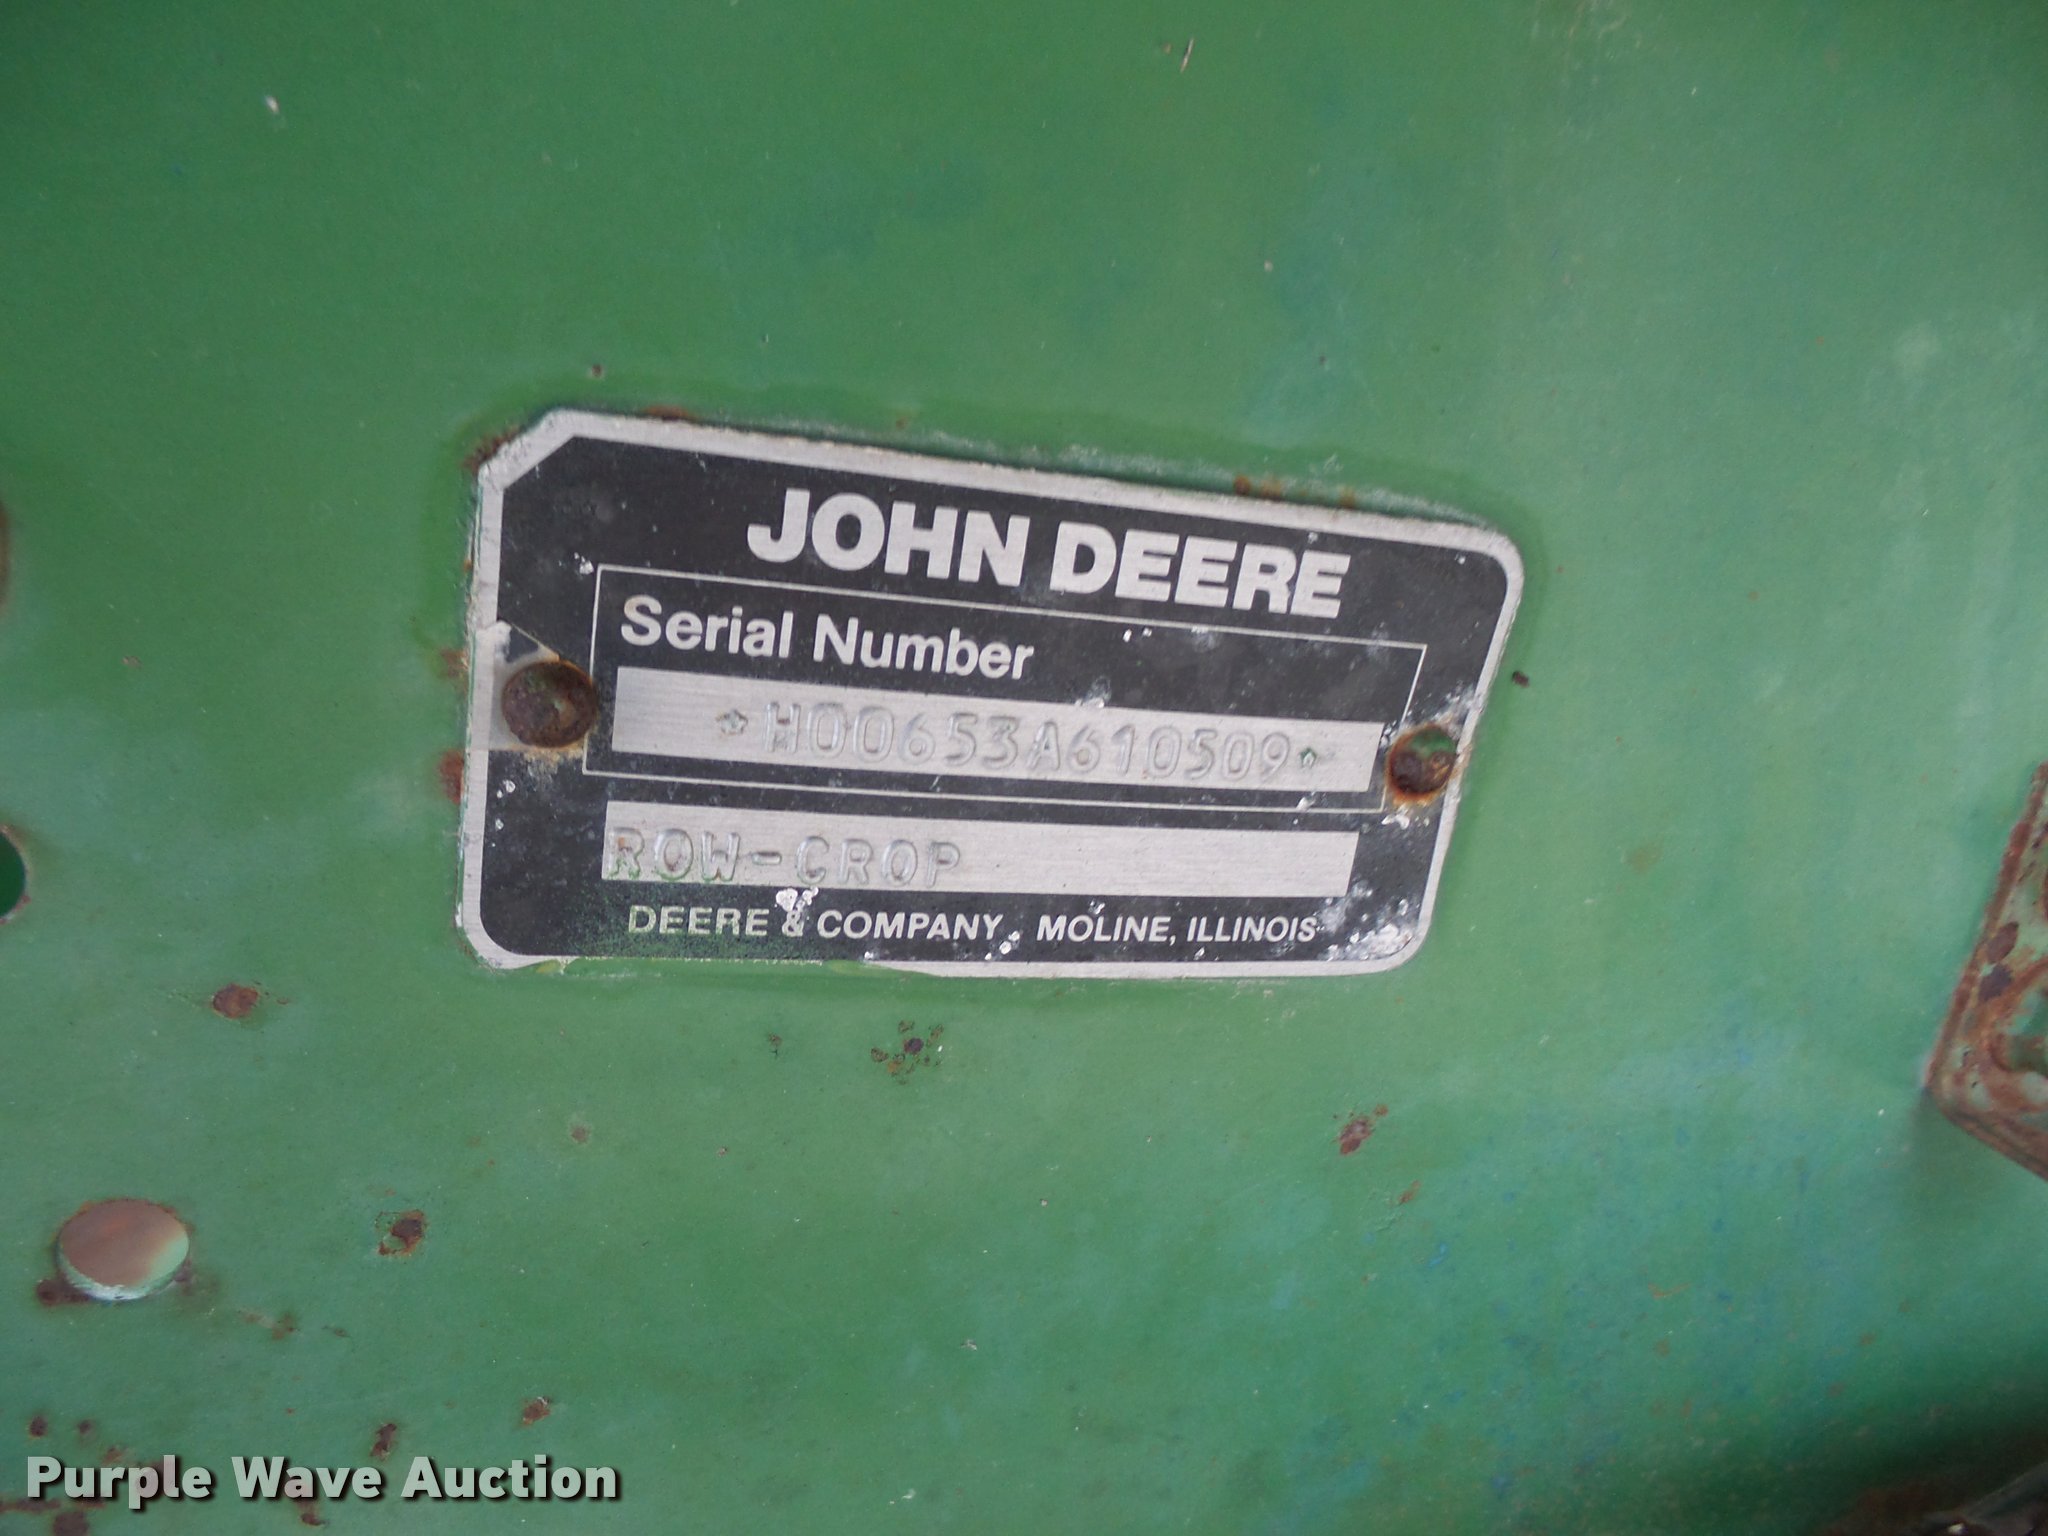 JOHN DEERE
Serial Number
*H00653A610509*
ROW-CROP
DEERE & COMPANY, MOLINE, ILLINOIS
Purple Wave Auction